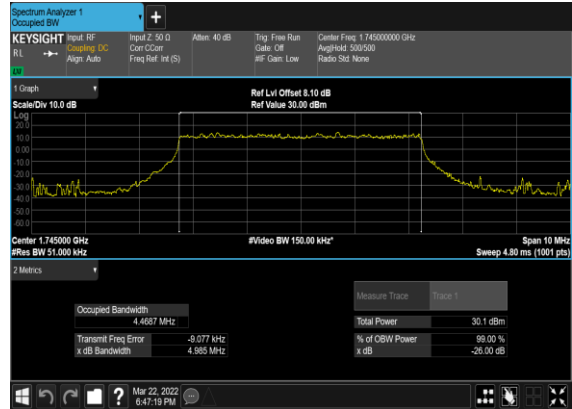 Spectrum Analyzer 1
Occupied BW
+
KEYSIGHT Input: RF Input Z: 50 Ω Atten: 40 dB Trig: Free Run Center Freq: 1.745000000 GHz
RL Coupling: DC Corr CCorr Gate: Off Avg|Hold: 500/500
Align: Auto Freq Ref: Int (S) #IF Gain: Low Radio Std: None
1 Graph
Ref Lvl Offset 8.10 dB
Scale/Div 10.0 dB Ref Value 30.00 dBm
Log
20.0
10.0
0.00
-10.0
-20.0
-30.0
-40.0
-50.0
-60.0
Center 1.745000 GHz #Video BW 150.00 kHz* Span 10 MHz
#Res BW 51.000 kHz Sweep 4.80 ms (1001 pts)
2 Metrics
Measure Trace Trace 1
Occupied Bandwidth
4.4687 MHz Total Power 30.1 dBm
Transmit Freq Error -9.077 kHz % of OBW Power 99.00 %
x dB Bandwidth 4.985 MHz x dB -26.00 dB
? Mar 22, 2022
6:47:19 PM